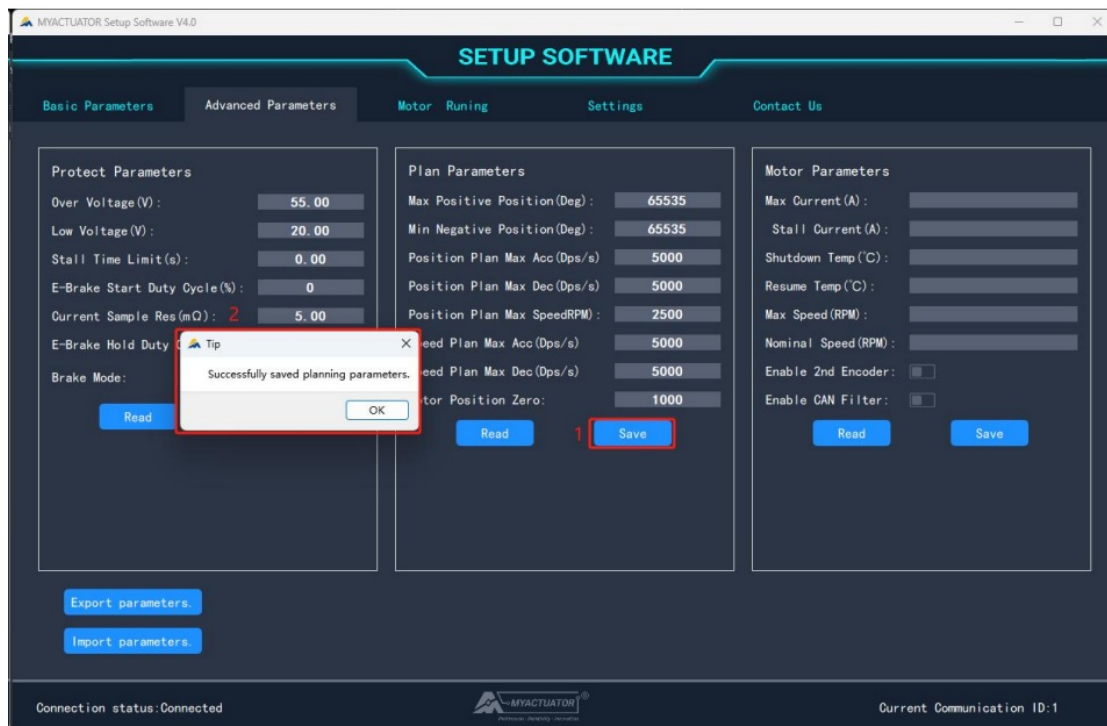 MYACTUATOR Setup Software V4.0
SETUP SOFTWARE
Basic Parameters
Advanced Parameters
Motor Runing
Settings
Contact Us
Protect Parameters
Over Voltage(V):
55.00
Low Voltage(V):
20.00
Stall Time Limit(s):
0.00
E-Brake Start Duty Cycle(%):
0
Current Sample Res(mΩ):
2
5.00
E-Brake Hold Duty
Brake Mode:
Read
Tip
Successfully saved planning parameters.
OK
Plan Parameters
Max Positive Position(Deg):
65535
Min Negative Position(Deg):
65535
Position Plan Max Acc(Dps/s)
5000
Position Plan Max Dec(Dps/s)
5000
Position Plan Max SpeedRPM):
2500
eed Plan Max Acc(Dps/s)
5000
eed Plan Max Dec(Dps/s)
5000
tor Position Zero:
1000
Read
1
Save
Motor Parameters
Max Current(A):
Stall Current(A):
Shutdown Temp(℃):
Resume Temp(℃):
Max Speed(RPM):
Nominal Speed(RPM):
Enable 2nd Encoder:
Enable CAN Filter:
Read
Save
Export parameters.
Import parameters.
Connection status:Connected
MYACTUATOR
Current Communication ID:1